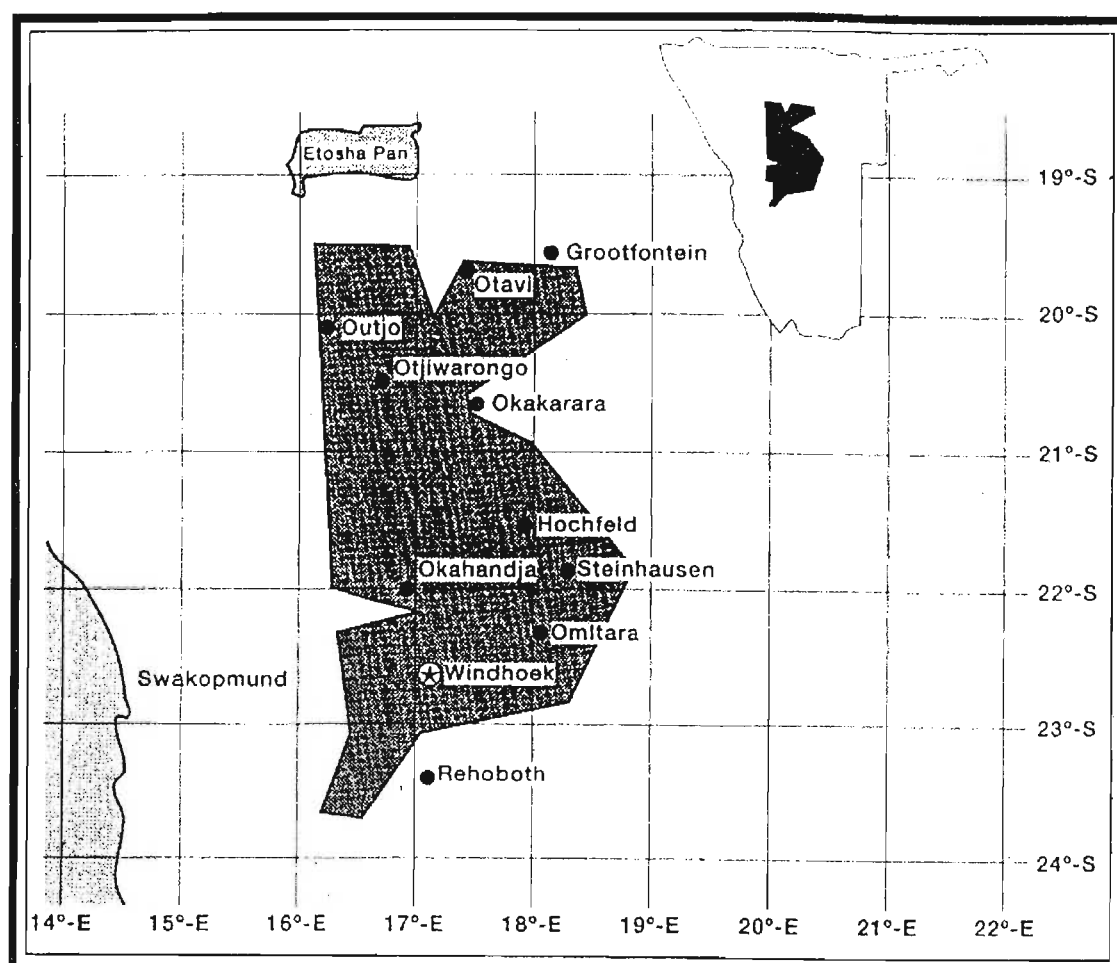 Etosha Pan
19°-S
Grootfontein
Otavi
20°-S
Outjo
Otjiwarongo
Okakarara
21°-S
Hochfeld
Okahandja
Steinhausen
22°-S
Omitara
Swakopmund
Windhoek
23°-S
Rehoboth
24°-S
14°-E
15°-E
16°-E
17°-E
18°-E
19°-E
20°-E
21°-E
22°-E